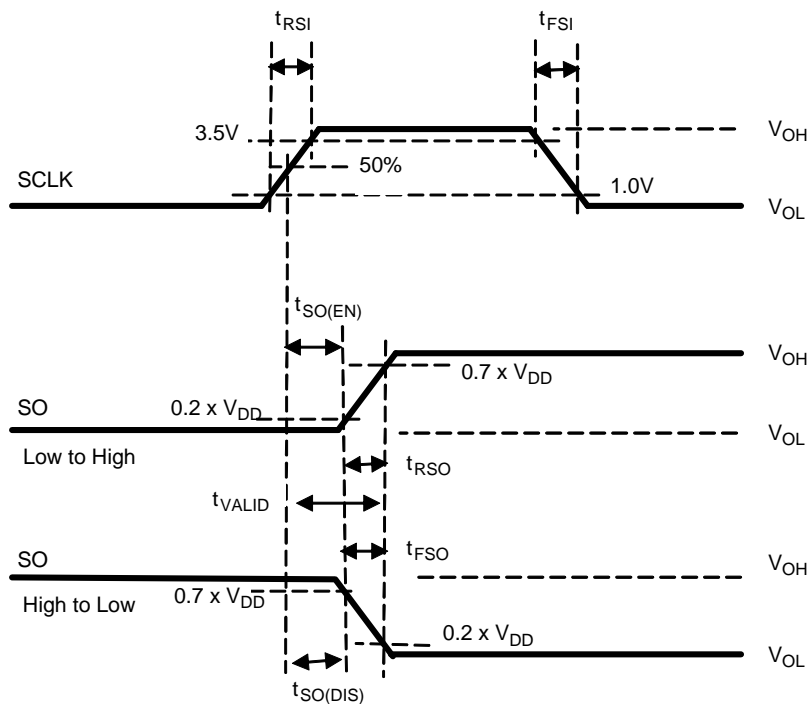 tRSI
tFSI
3.5V
VOH
50%
SCLK
1.0V
VOL
tSO(EN)
VOH
0.7 x VDD
SO
0.2 x VDD
VOL
Low to High
tRSO
tVALID
tFSO
SO
VOH
0.7 x VDD
High to Low
0.2 x VDD
VOL
tSO(DIS)